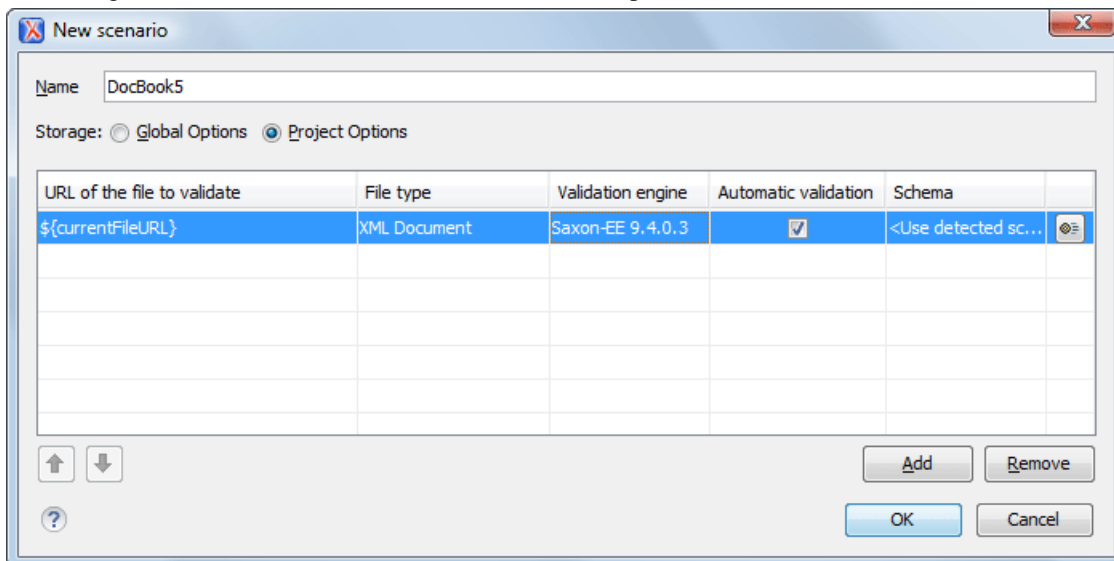 New scenario
Name DocBook5
Storage: Global Options Project Options
URL of the file to validate File type Validation engine Automatic validation Schema
${currentFileURL} XML Document Saxon-EE 9.4.0.3 <Use detected sc...
Add Remove
? OK Cancel